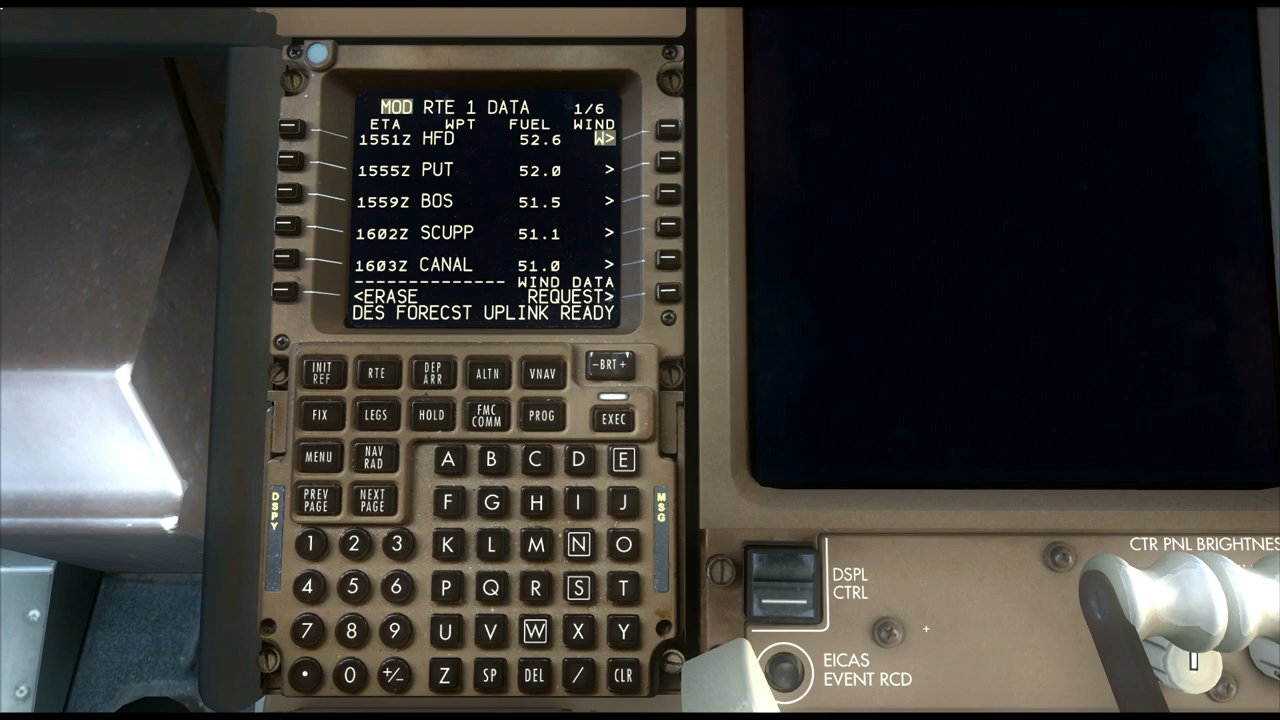 MOD RTE 1 DATA 1/6
ETA WPT FUEL WIND
1551Z HFD 52.6 W>
1555Z PUT 52.0 >
1559Z BOS 51.5 >
1602Z SCUPP 51.1 >
1603Z CANAL 51.0 >
-------------- WIND DATA
<ERASE REQUEST>
DES FORECST UPLINK READY
INIT REF RTE DEP ARR ALTN VNAV -BRT+
FIX LEGS HOLD FMC COMM PROG EXEC
MENU NAV RAD A B C D E
PREV PAGE NEXT PAGE F G H I J
DSPY
MSG
1 2 3 K L M N O
4 5 6 P Q R S T
7 8 9 U V W X Y
• 0 +/- Z SP DEL / CLR
CTR PNL BRIGHTNES
DSPL
CTRL
EICAS
EVENT RCD